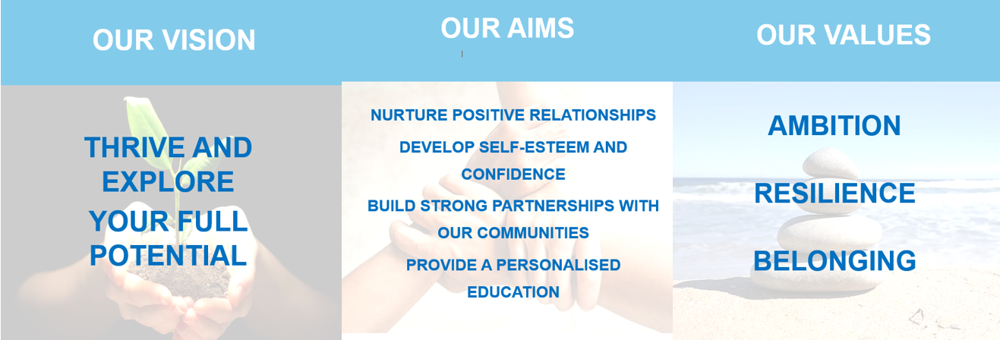 OUR VISION
THRIVE AND
EXPLORE
YOUR FULL
POTENTIAL
OUR AIMS
NURTURE POSITIVE RELATIONSHIPS
DEVELOP SELF-ESTEEM AND
CONFIDENCE
BUILD STRONG PARTNERSHIPS WITH
OUR COMMUNITIES
PROVIDE A PERSONALISED
EDUCATION
OUR VALUES
AMBITION
RESILIENCE
BELONGING